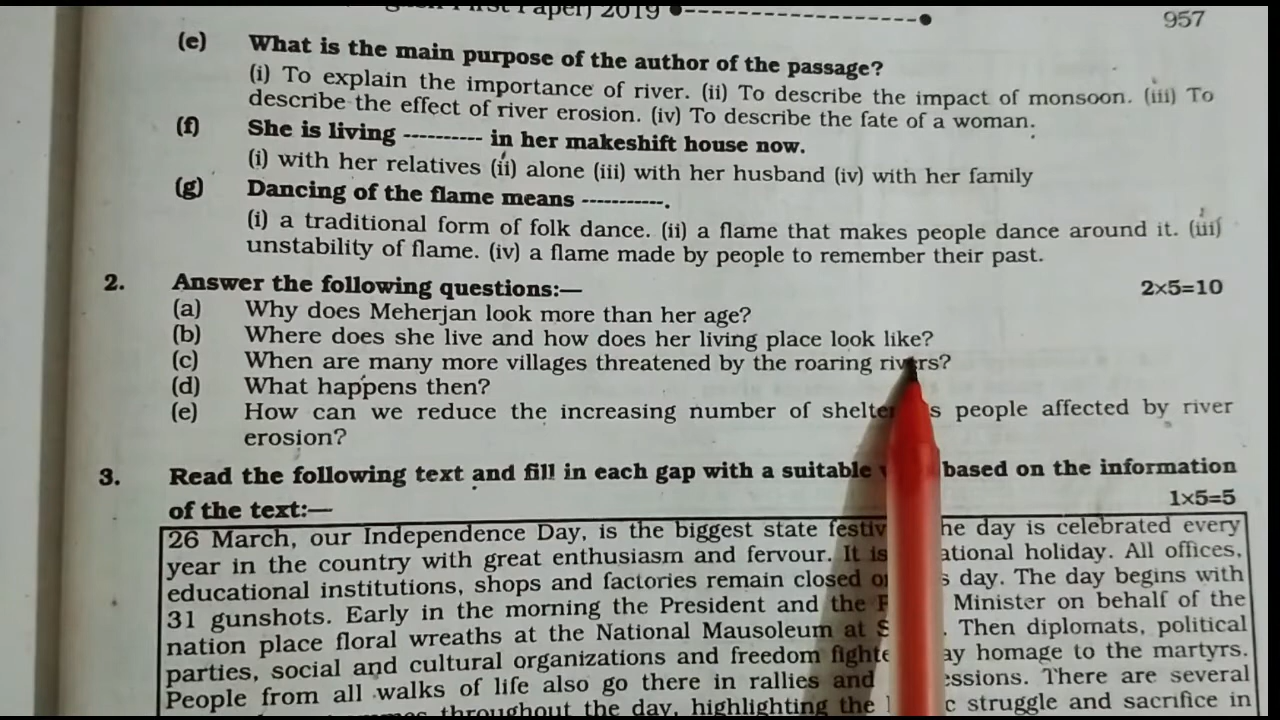 First Paper) 2019 ●--------------------●
957
(e) What is the main purpose of the author of the passage?
(i) To explain the importance of river. (ii) To describe the impact of monsoon. (iii) To
describe the effect of river erosion. (iv) To describe the fate of a woman.
(f) She is living ---------- in her makeshift house now.
(i) with her relatives (ii) alone (iii) with her husband (iv) with her family
(g) Dancing of the flame means -----------.
(i) a traditional form of folk dance. (ii) a flame that makes people dance around it. (iii)
unstability of flame. (iv) a flame made by people to remember their past.
2. Answer the following questions:— 2×5=10
(a) Why does Meherjan look more than her age?
(b) Where does she live and how does her living place look like?
(c) When are many more villages threatened by the roaring rivers?
(d) What happens then?
(e) How can we reduce the increasing number of people affected by river
erosion?
3. Read the following text and fill in each gap with a suitable based on the information
of the text:— 1×5=5
26 March, our Independence Day, is the biggest state day is celebrated every
year in the country with great enthusiasm and fervour. It is holiday. All offices,
educational institutions, shops and factories remain closed day. The day begins with
31 gunshots. Early in the morning the President and the Minister on behalf of the
nation place floral wreaths at the National Mausoleum at Then diplomats, political
parties, social and cultural organizations and freedom homage to the martyrs.
People from all walks of life also go there in rallies and There are several
throughout the day, highlighting the struggle and sacrifice in